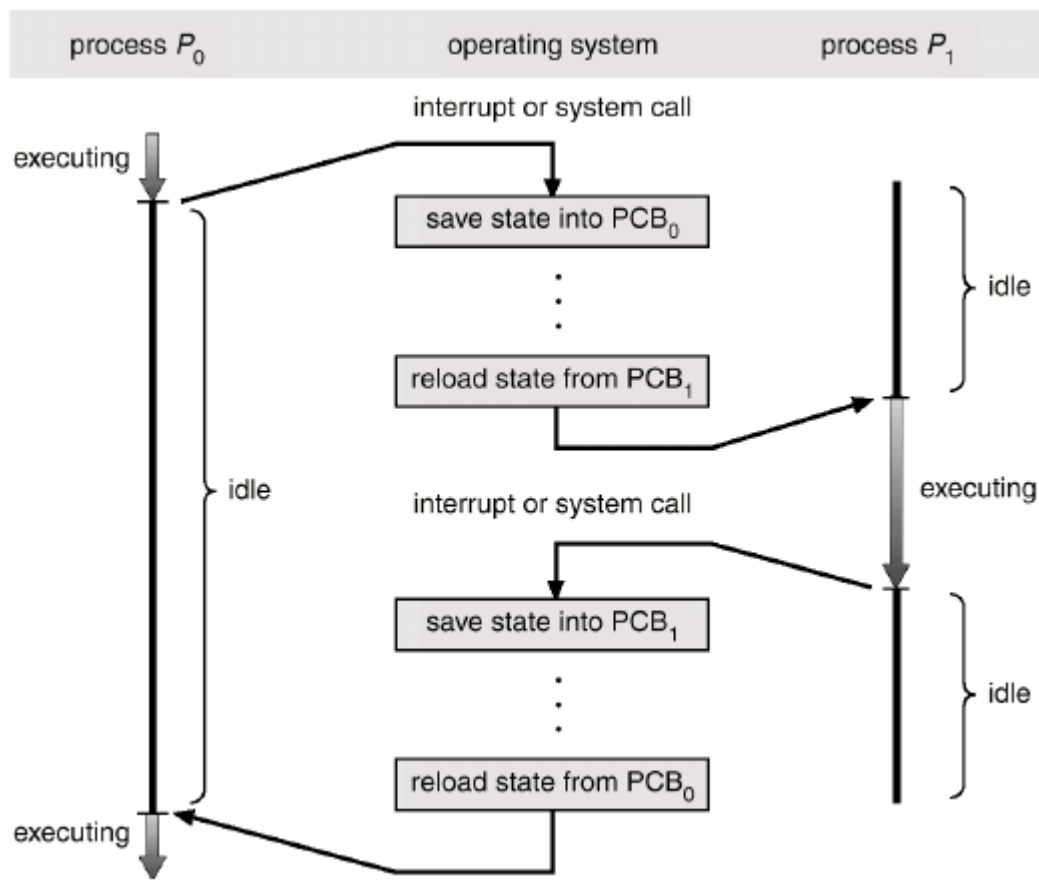 process P₀
operating system
process P₁
interrupt or system call
executing
save state into PCB₀
idle
reload state from PCB₁
idle
executing
interrupt or system call
save state into PCB₁
idle
reload state from PCB₀
executing